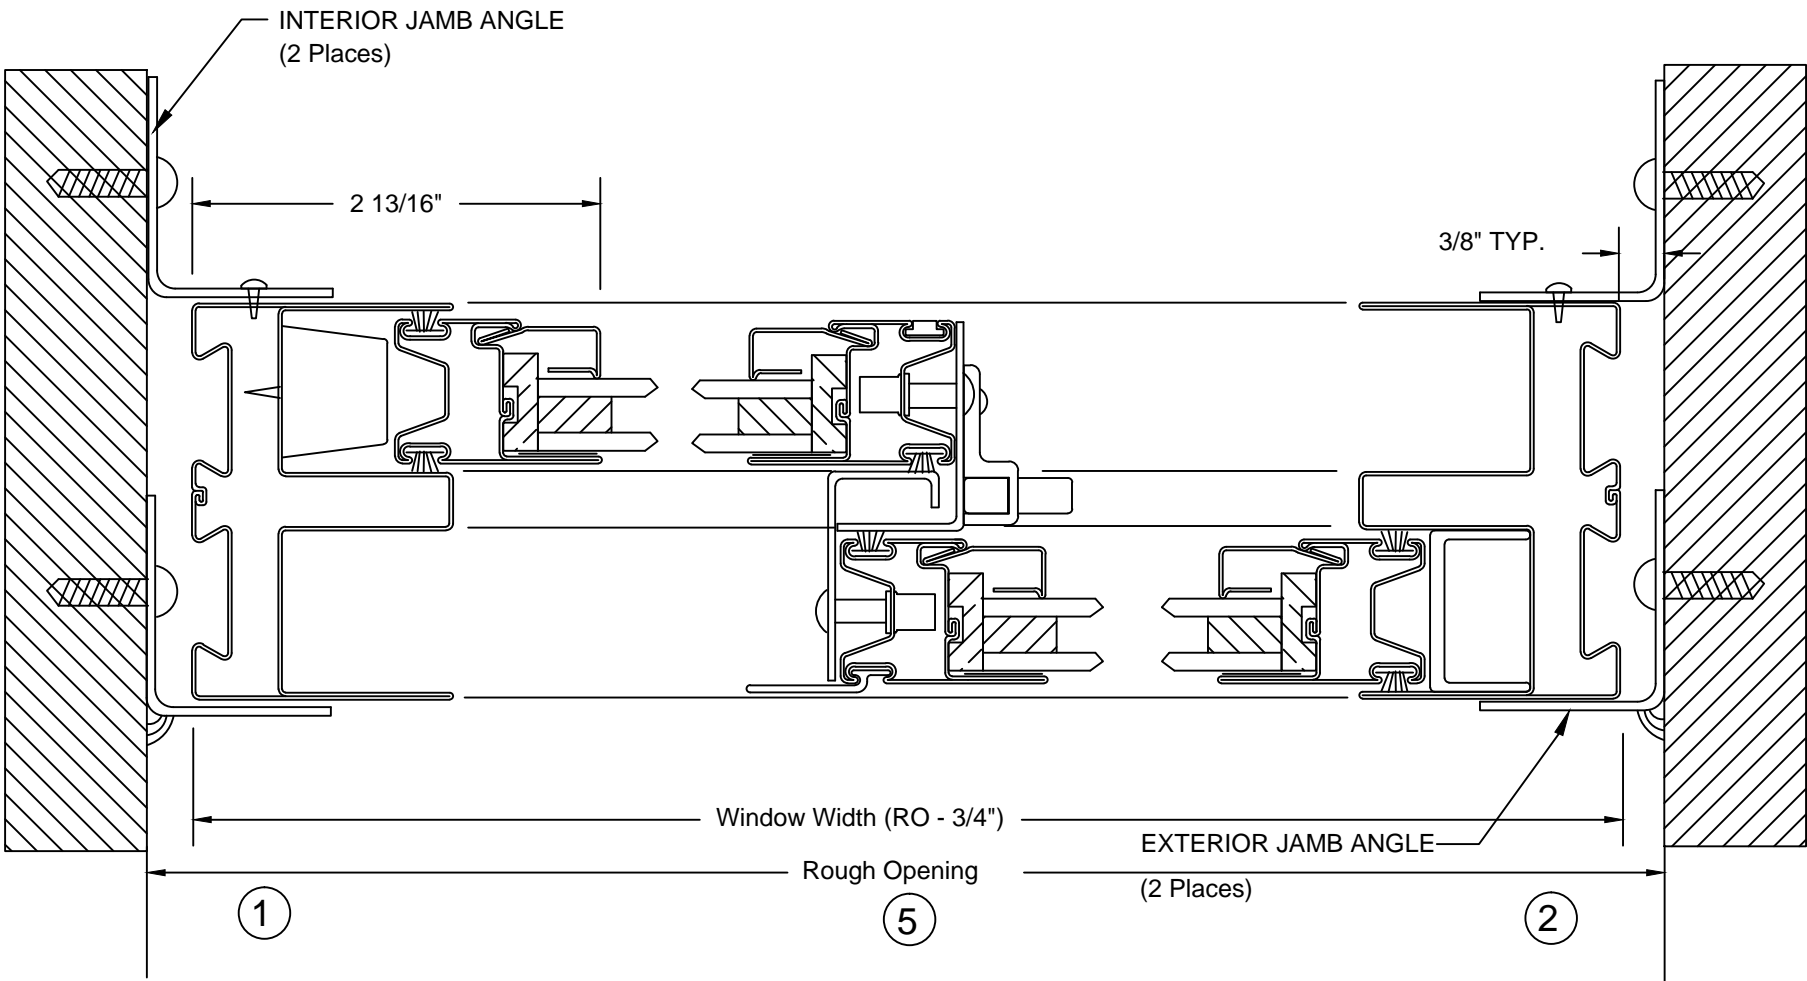 INTERIOR JAMB ANGLE
(2 Places)
2 13/16"
3/8" TYP.
Window Width (RO - 3/4")
EXTERIOR JAMB ANGLE
(2 Places)
Rough Opening
1
5
2